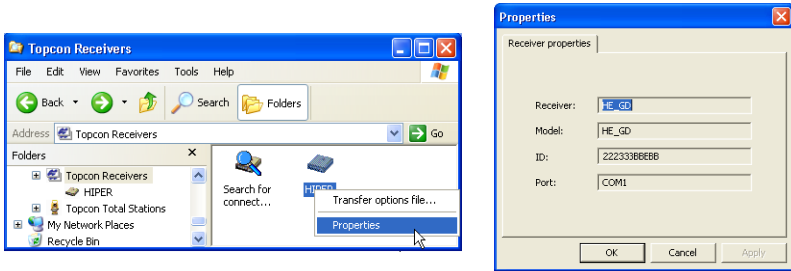 Topcon Receivers
File Edit View Favorites Tools Help
Back Search Folders
Address Topcon Receivers Go
Folders
Topcon Receivers
HIPER
Topcon Total Stations
My Network Places
Recycle Bin
Search for
connect...
HIPER
Transfer options file...
Properties
Properties
Receiver properties
Receiver: HE_GD
Model: HE_GD
ID: 222333BBEBB
Port: COM1
OK Cancel Apply